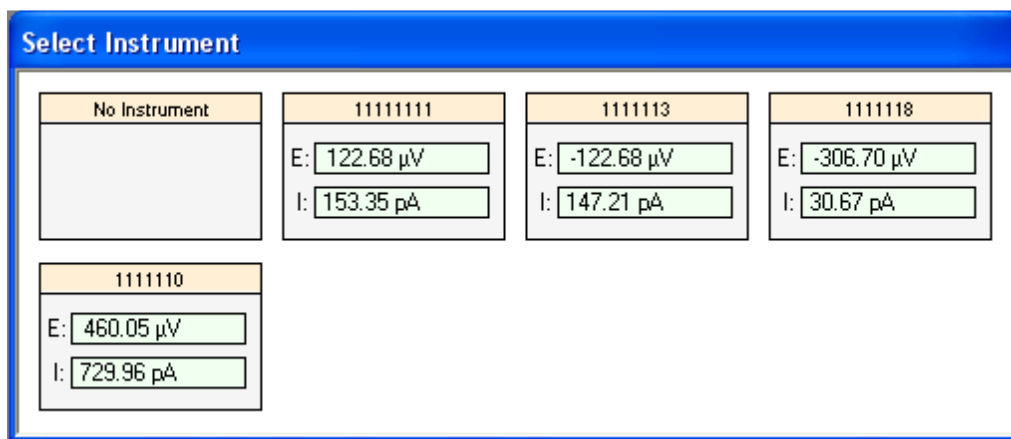 Select Instrument
No Instrument
11111111
E: 122.68 µV
I: 153.35 pA
1111113
E: -122.68 µV
I: 147.21 pA
1111118
E: -306.70 µV
I: 30.67 pA
1111110
E: 460.05 µV
I: 729.96 pA